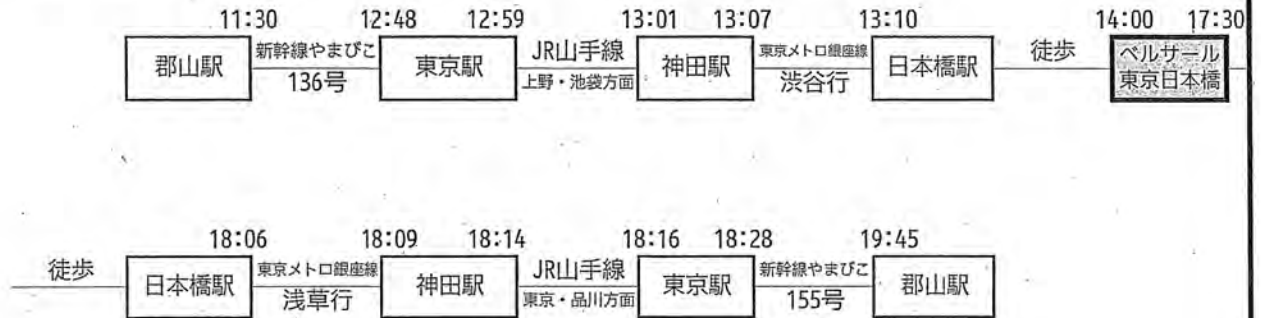 11:30 12:48 12:59 13:01 13:07 13:10 14:00 17:30
郡山駅 新幹線やまびこ 136号 東京駅 JR山手線 上野・池袋方面 神田駅 東京メトロ銀座線 渋谷行 日本橋駅 徒歩 ベルサール 東京日本橋
18:06 18:09 18:14 18:16 18:28 19:45
徒歩 日本橋駅 東京メトロ銀座線 浅草行 神田駅 JR山手線 東京・品川方面 東京駅 新幹線やまびこ 155号 郡山駅